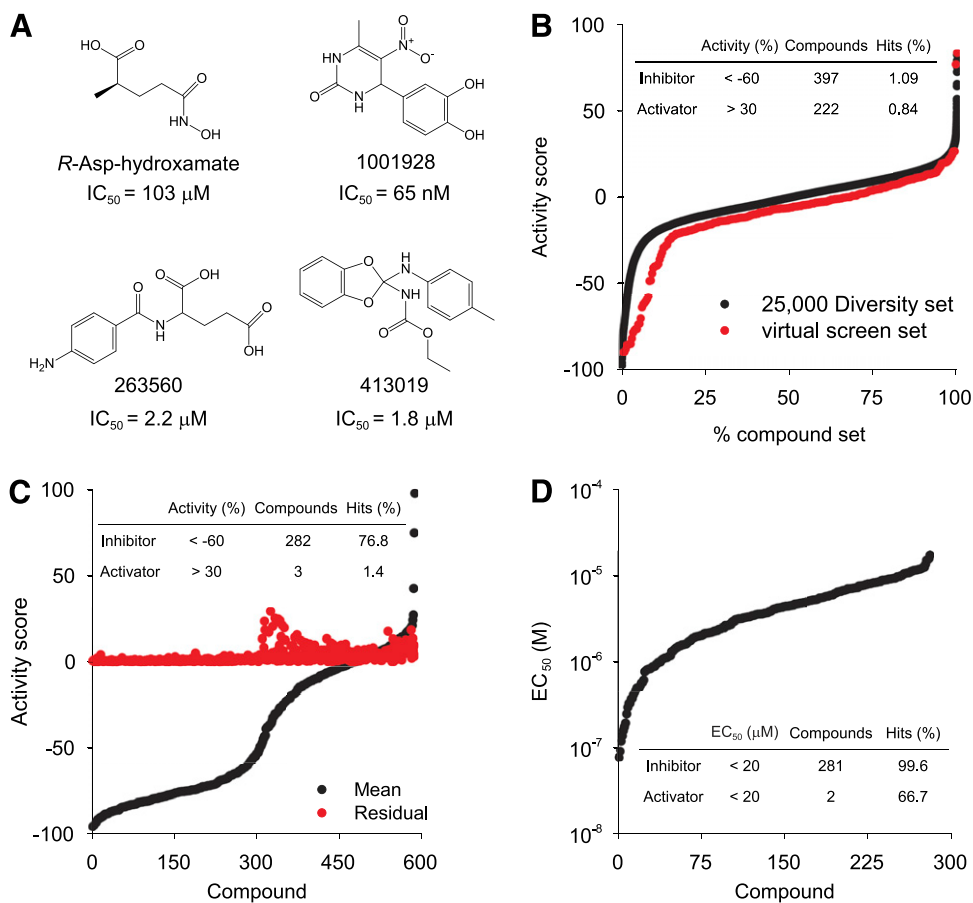 A
HO
O
O
HN
OH
R-Asp-hydroxamate
IC50 = 103 μM
O
N+
O-
HN
O
N
H
OH
OH
1001928
IC50 = 65 nM
O
OH
O
N
H
O
OH
H2N
263560
IC50 = 2.2 μM
O
O
HN
NH
O
O
413019
IC50 = 1.8 μM
B
Activity (%) Compounds Hits (%)
Inhibitor < -60 397 1.09
Activator > 30 222 0.84
100
50
0
-50
-100
Activity score
25,000 Diversity set
virtual screen set
0 25 50 75 100
% compound set
C
Activity (%) Compounds Hits (%)
Inhibitor < -60 282 76.8
Activator > 30 3 1.4
100
50
0
-50
-100
Activity score
Mean
Residual
0 150 300 450 600
Compound
D
10-4
10-5
10-6
10-7
10-8
EC50 (M)
EC50 (μM) Compounds Hits (%)
Inhibitor < 20 281 99.6
Activator < 20 2 66.7
0 75 150 225 300
Compound